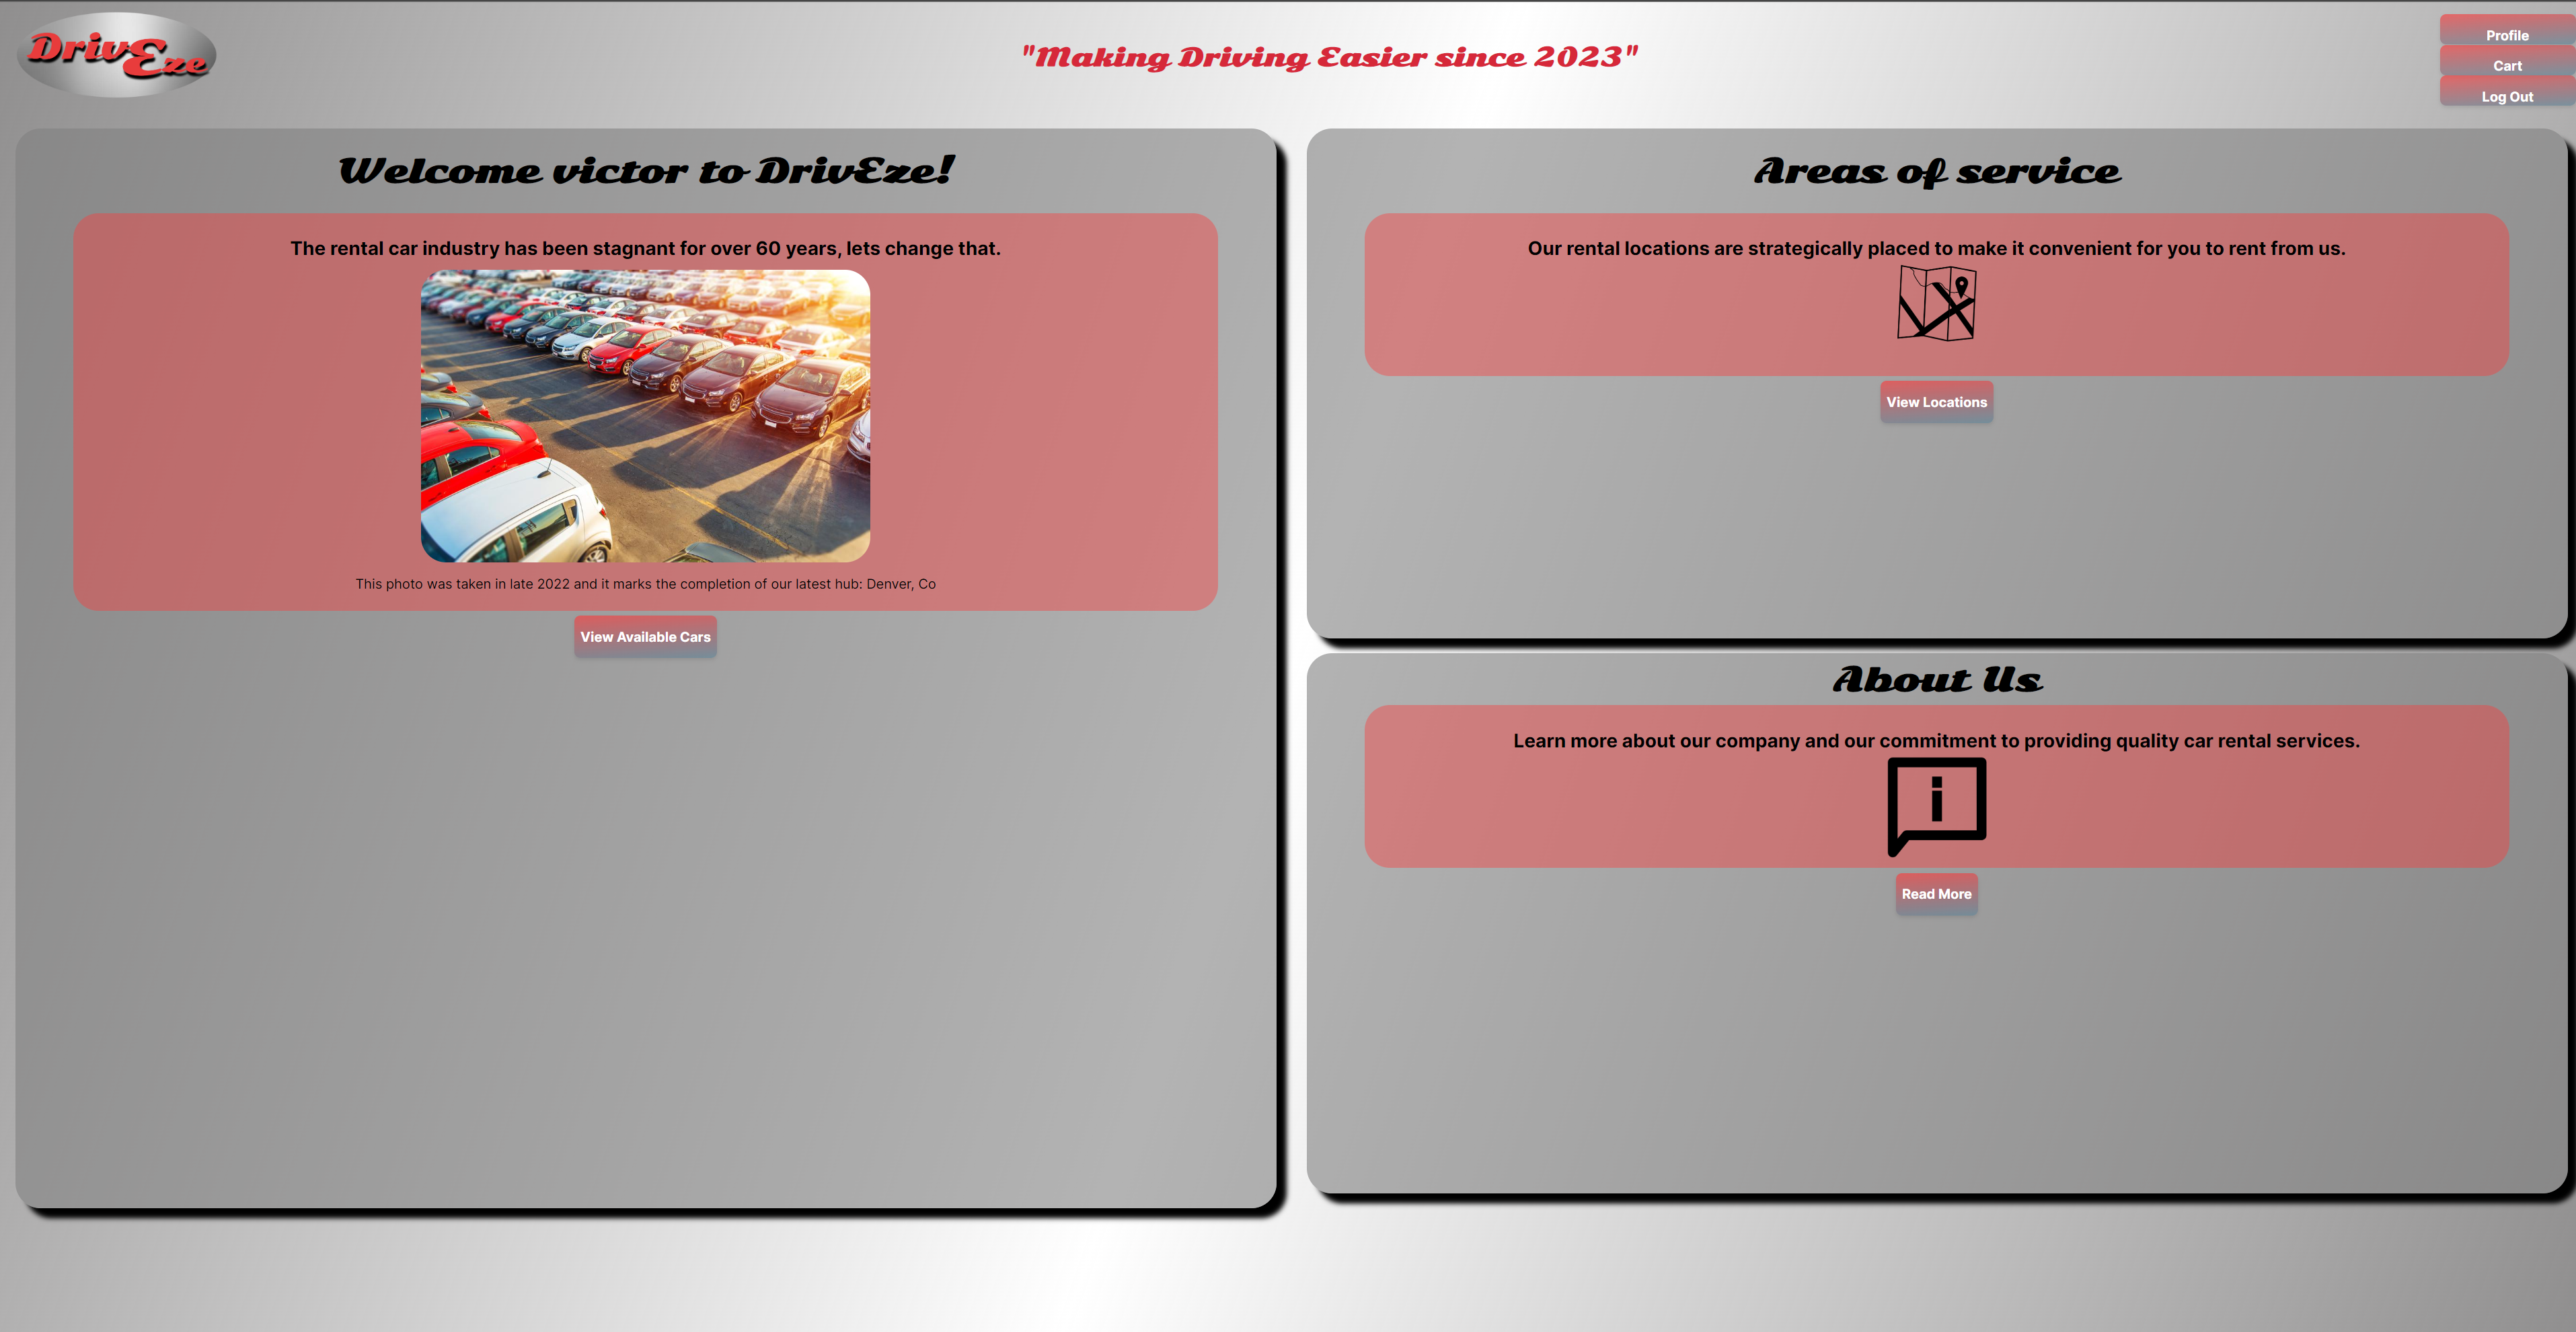 DrivEze
"Making Driving Easier since 2023"
Profile
Cart
Log Out
Welcome victor to DrivEze!
The rental car industry has been stagnant for over 60 years, lets change that.
This photo was taken in late 2022 and it marks the completion of our latest hub: Denver, Co
View Available Cars
Areas of service
Our rental locations are strategically placed to make it convenient for you to rent from us.
View Locations
About Us
Learn more about our company and our commitment to providing quality car rental services.
i
Read More